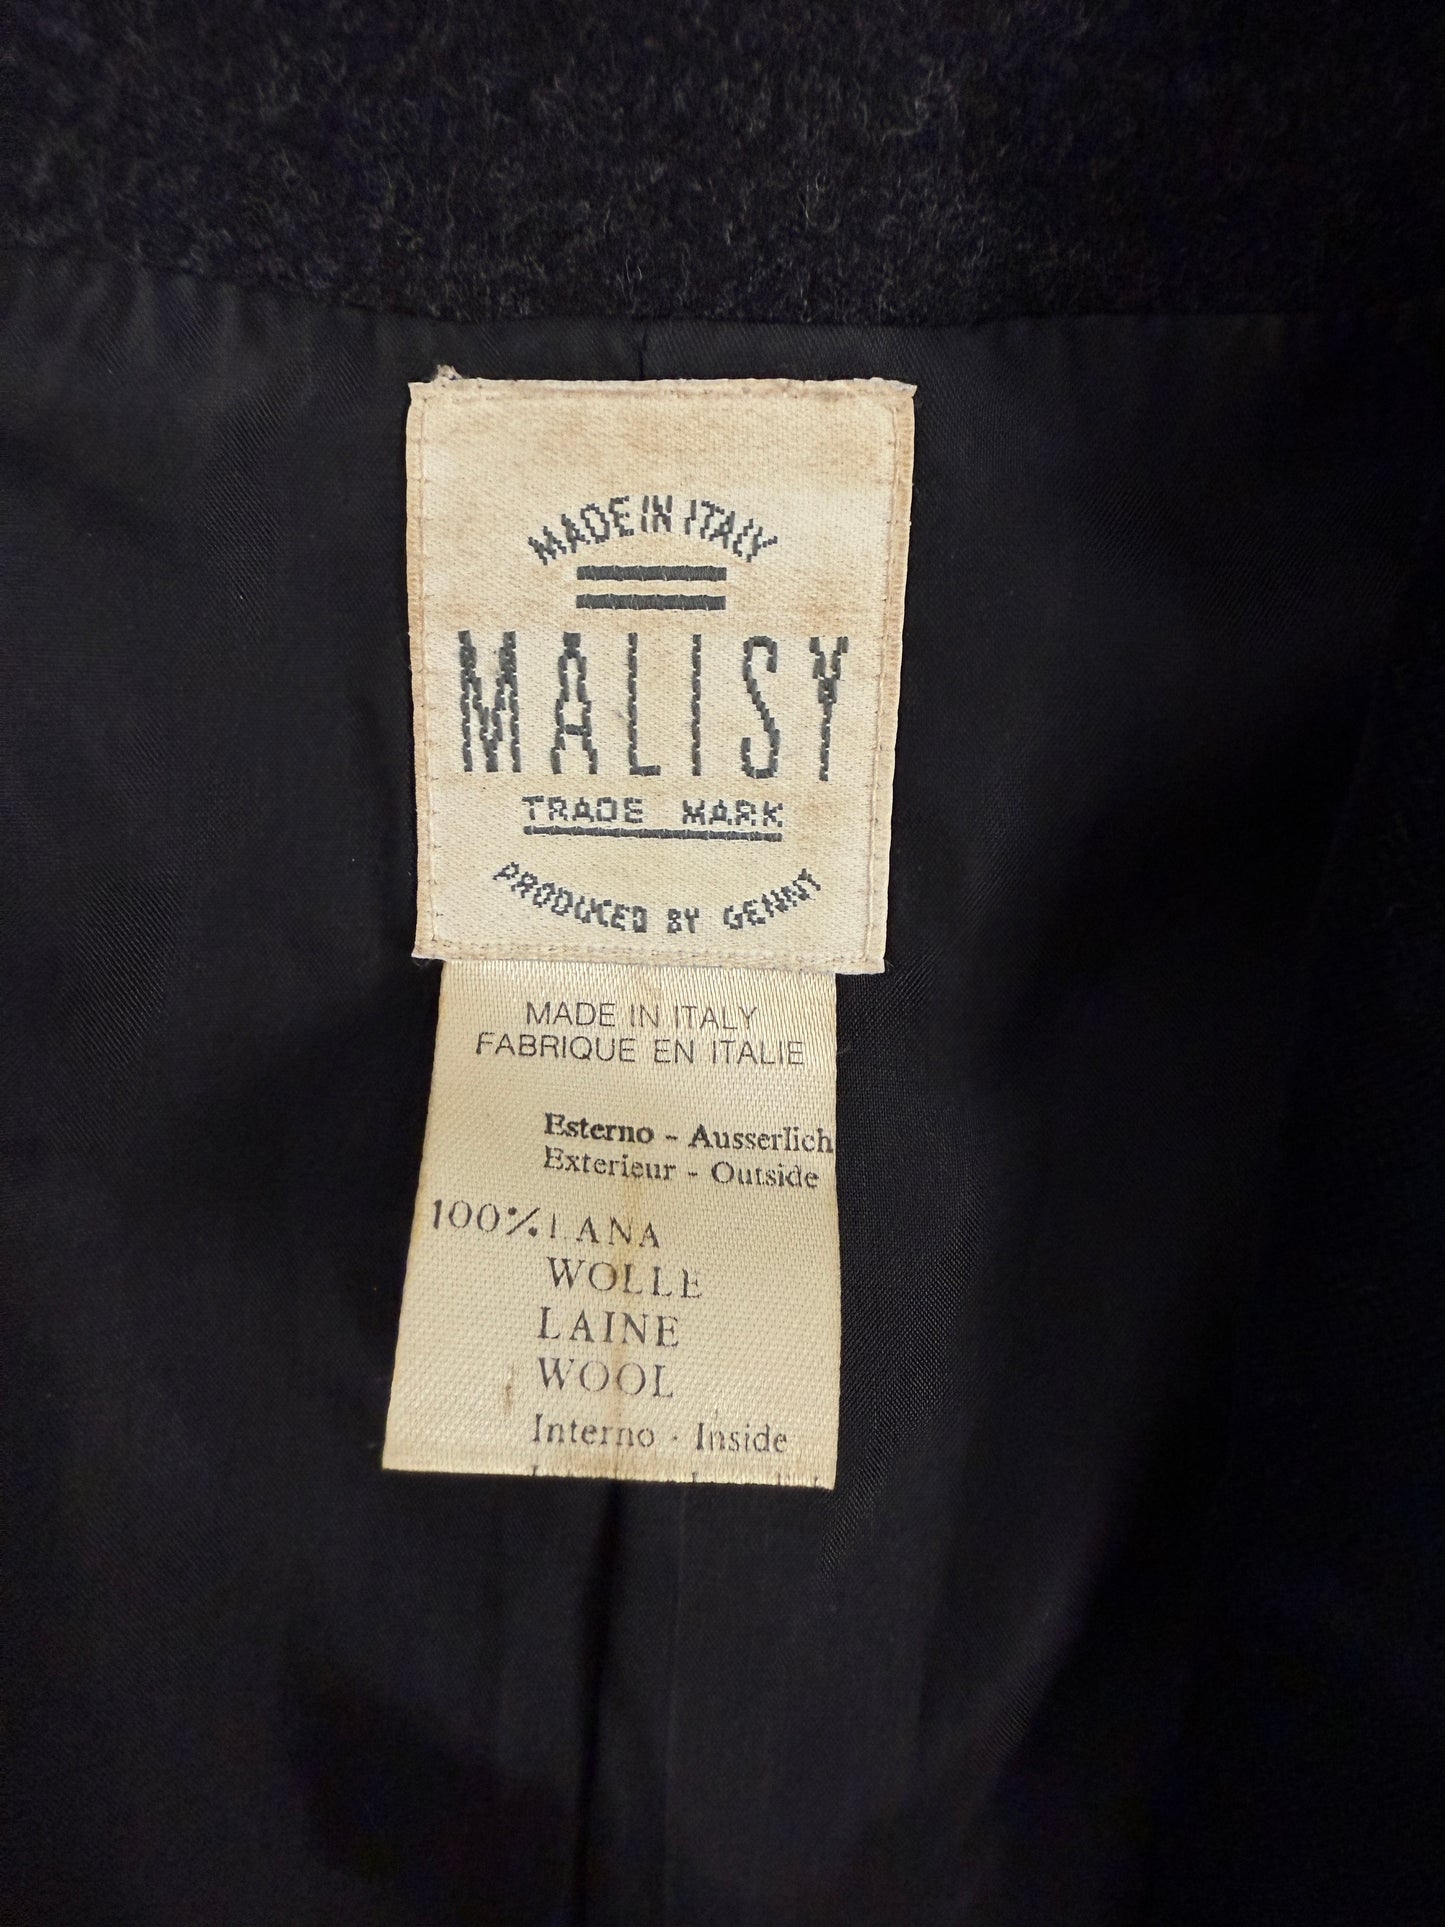 MADE IN ITALY
MALISY
TRADE MARK
PRODUCED BY GENNY
MADE IN ITALY
FABRIQUE EN ITALIE
Esterno - Ausserlich
Exterieur - Outside
100% LANA
WOLLE
LAINE
WOOL
Interno - Inside